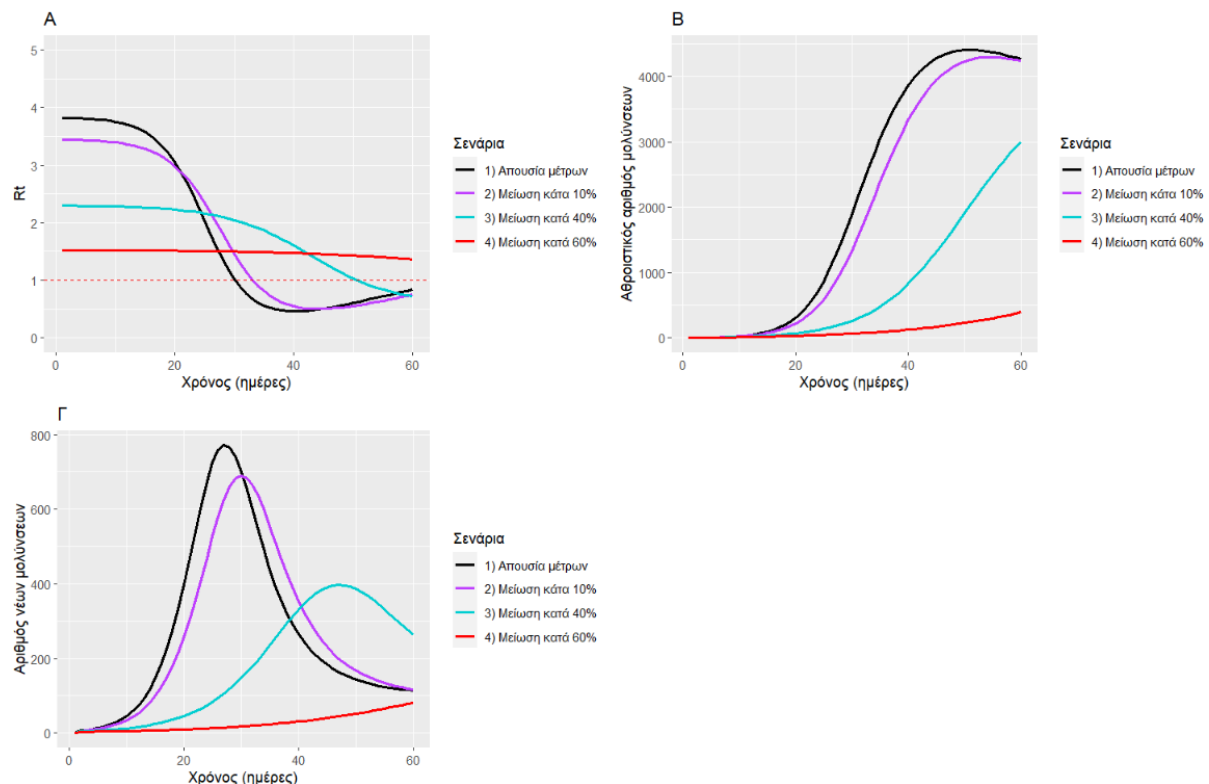 A
5
4
3
2
1
0
Rt
0 20 40 60
Χρόνος (ημέρες)
Σενάρια
1) Απουσία μέτρων
2) Μείωση κάτα 10%
3) Μείωση κατά 40%
4) Μείωση κατά 60%
B
4000
3000
2000
1000
0
Αθροιστικός αριθμός μολύνσεων
0 20 40 60
Χρόνος (ημέρες)
Σενάρια
1) Απουσία μέτρων
2) Μείωση κάτα 10%
3) Μείωση κατά 40%
4) Μείωση κατά 60%
Γ
800
600
400
200
0
Αριθμός νέων μολύνσεων
0 20 40 60
Χρόνος (ημέρες)
Σενάρια
1) Απουσία μέτρων
2) Μείωση κάτα 10%
3) Μείωση κατά 40%
4) Μείωση κατά 60%